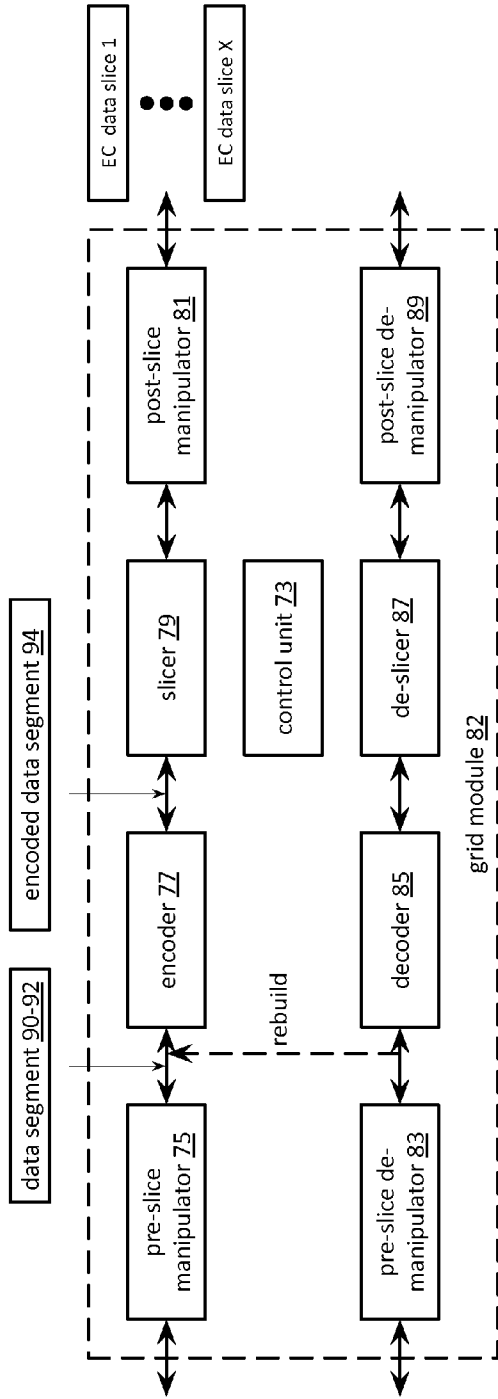 data segment 90-92
encoded data segment 94
EC data slice 1
EC data slice X
pre-slice
manipulator 75
encoder 77
slicer 79
post-slice
manipulator 81
rebuild
control unit 73
pre-slice de-
manipulator 83
decoder 85
de-slicer 87
post-slice de-
manipulator 89
grid module 82